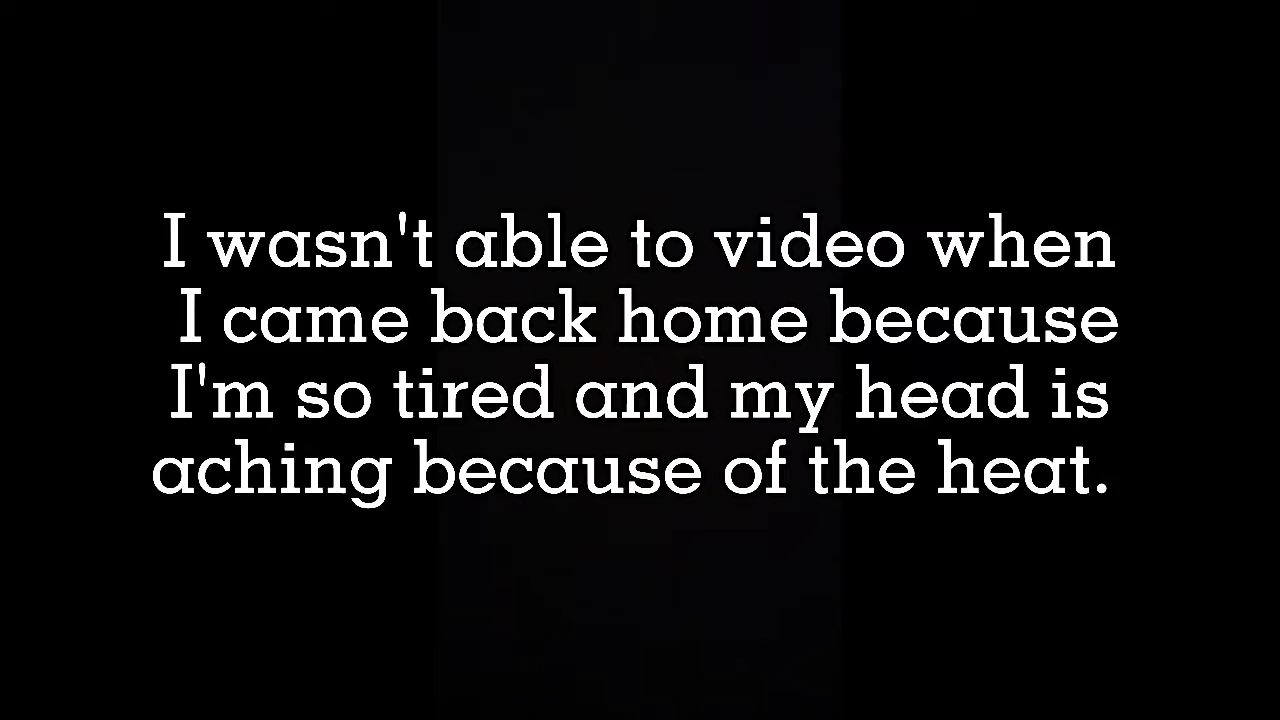 I wasn't able to video when
I came back home because
I'm so tired and my head is
aching because of the heat.